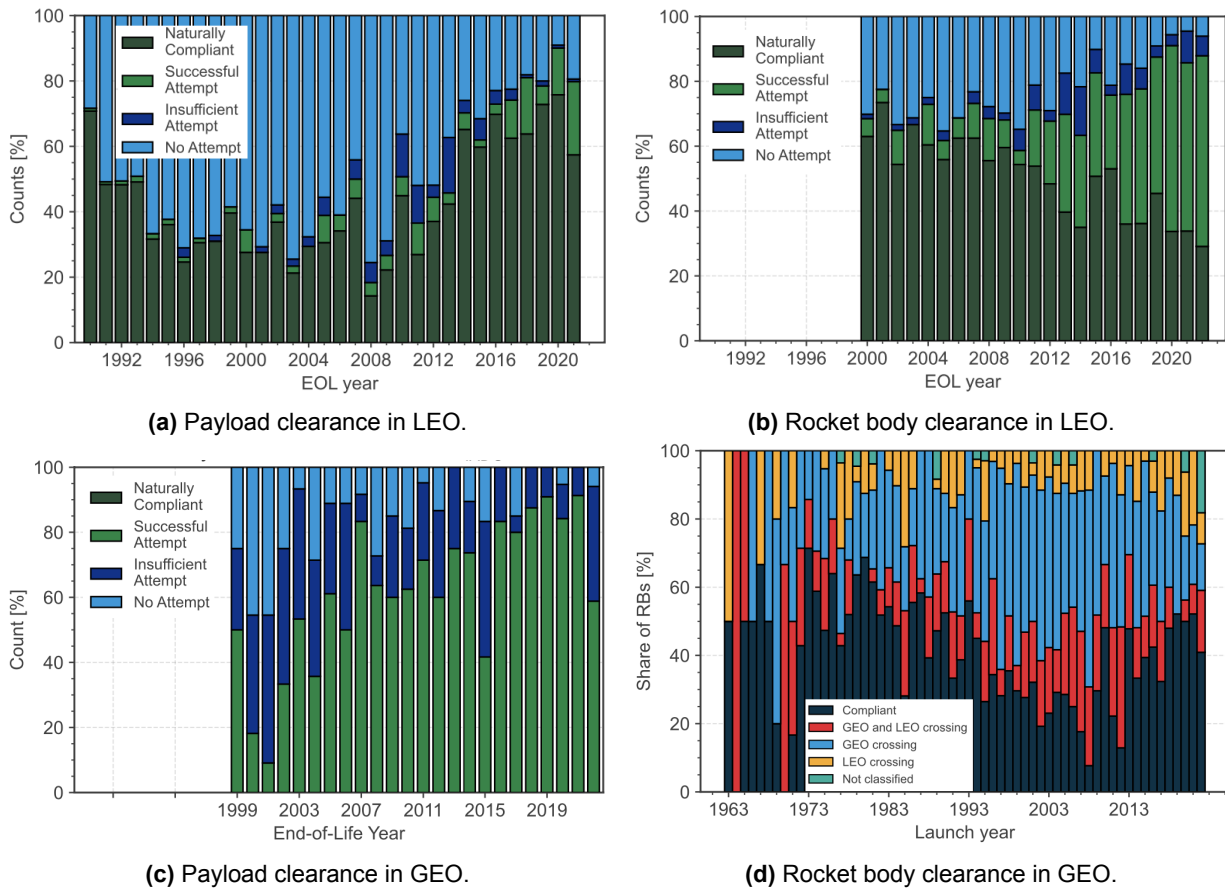 100
80
60
40
20
0
Counts [%]
Naturally
Compliant
Successful
Attempt
Insufficient
Attempt
No Attempt
1992 1996 2000 2004 2008 2012 2016 2020
EOL year
(a) Payload clearance in LEO.
100
80
60
40
20
0
Counts [%]
Naturally
Compliant
Successful
Attempt
Insufficient
Attempt
No Attempt
1992 1996 2000 2004 2008 2012 2016 2020
EOL year
(b) Rocket body clearance in LEO.
100
80
60
40
20
0
Count [%]
Naturally
Compliant
Successful
Attempt
Insufficient
Attempt
No Attempt
1999 2003 2007 2011 2015 2019
End-of-Life Year
(c) Payload clearance in GEO.
100
80
60
40
20
0
Share of RBs [%]
Compliant
GEO and LEO crossing
GEO crossing
LEO crossing
Not classified
1963 1973 1983 1993 2003 2013
Launch year
(d) Rocket body clearance in GEO.